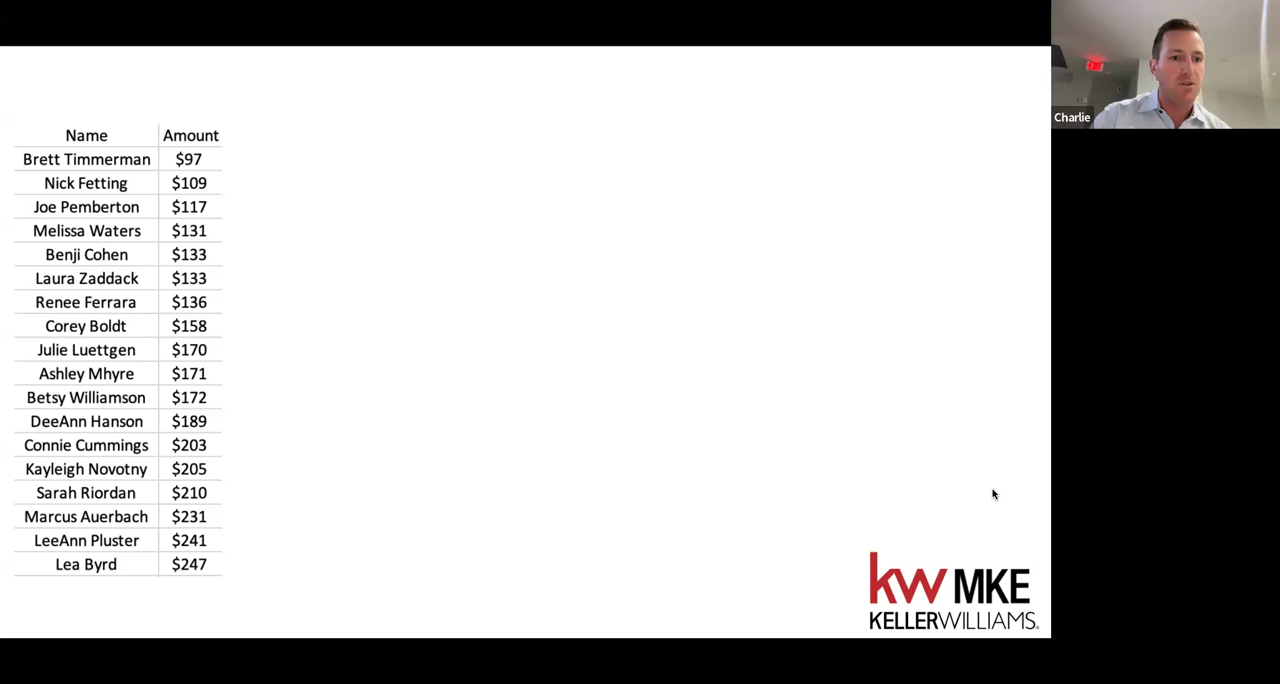 Name Amount
Brett Timmerman $97
Nick Fetting $109
Joe Pemberton $117
Melissa Waters $131
Benji Cohen $133
Laura Zaddack $133
Renee Ferrara $136
Corey Boldt $158
Julie Luettgen $170
Ashley Mhyre $171
Betsy Williamson $172
DeeAnn Hanson $189
Connie Cummings $203
Kayleigh Novotny $205
Sarah Riordan $210
Marcus Auerbach $231
LeeAnn Pluster $241
Lea Byrd $247
kw MKE
KELLERWILLIAMS®
Charlie